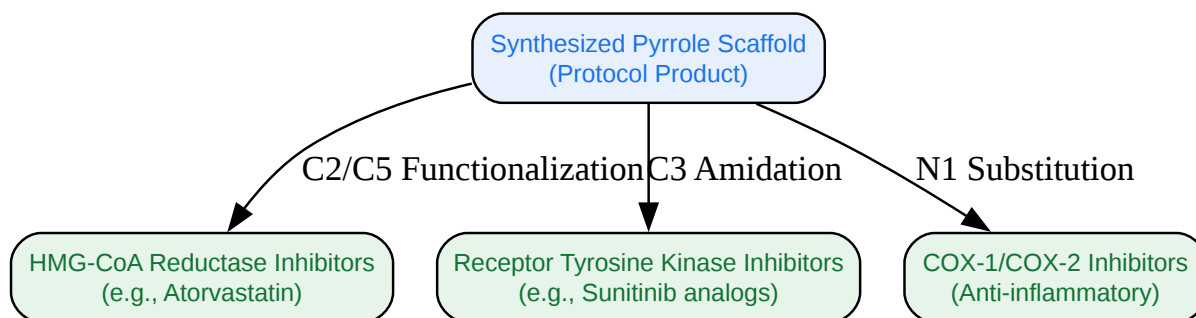 Synthesized Pyrrole Scaffold
(Protocol Product)
C2/C5 Functionalization
C3 Amidation
N1 Substitution
HMG-CoA Reductase Inhibitors
(e.g., Atorvastatin)
Receptor Tyrosine Kinase Inhibitors
(e.g., Sunitinib analogs)
COX-1/COX-2 Inhibitors
(Anti-inflammatory)